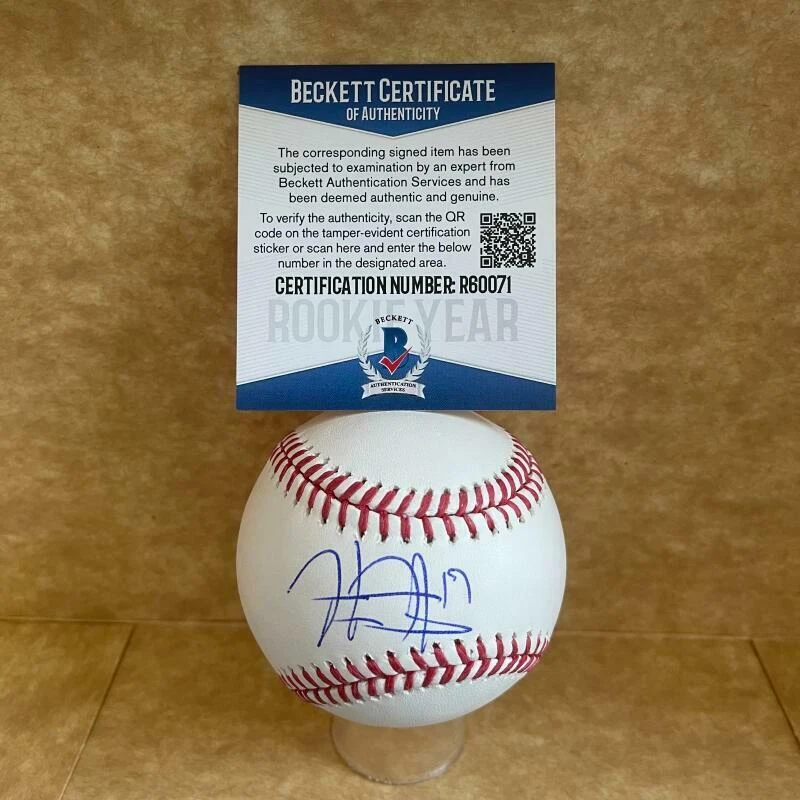 BECKETT CERTIFICATE
OF AUTHENTICITY
The corresponding signed item has been
subjected to examination by an expert from
Beckett Authentication Services and has
been deemed authentic and genuine.
To verify the authenticity, scan the QR
code on the tamper-evident certification
sticker or scan here and enter the below
number in the designated area.
CERTIFICATION NUMBER: R60071
ROOKIE YEAR
BECKETT
B
AUTHENTICATION
SERVICES